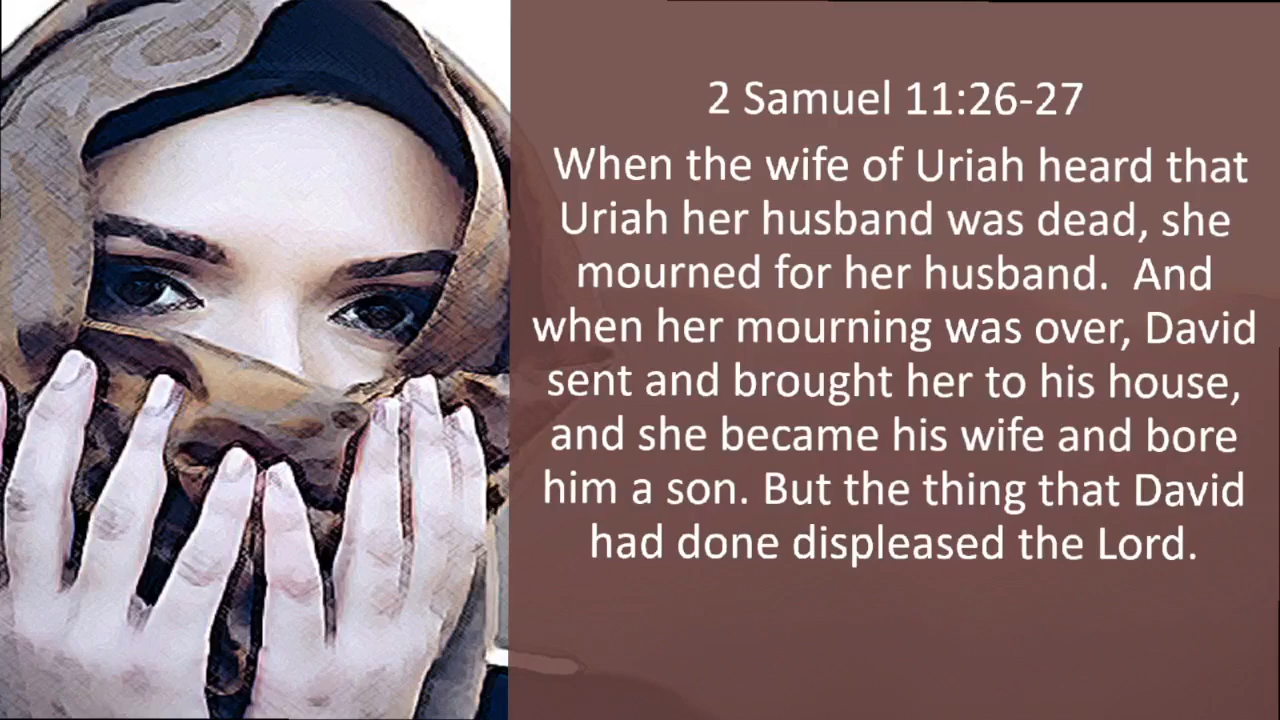 2 Samuel 11:26-27
When the wife of Uriah heard that
Uriah her husband was dead, she
mourned for her husband.  And
when her mourning was over, David
sent and brought her to his house,
and she became his wife and bore
him a son. But the thing that David
had done displeased the Lord.